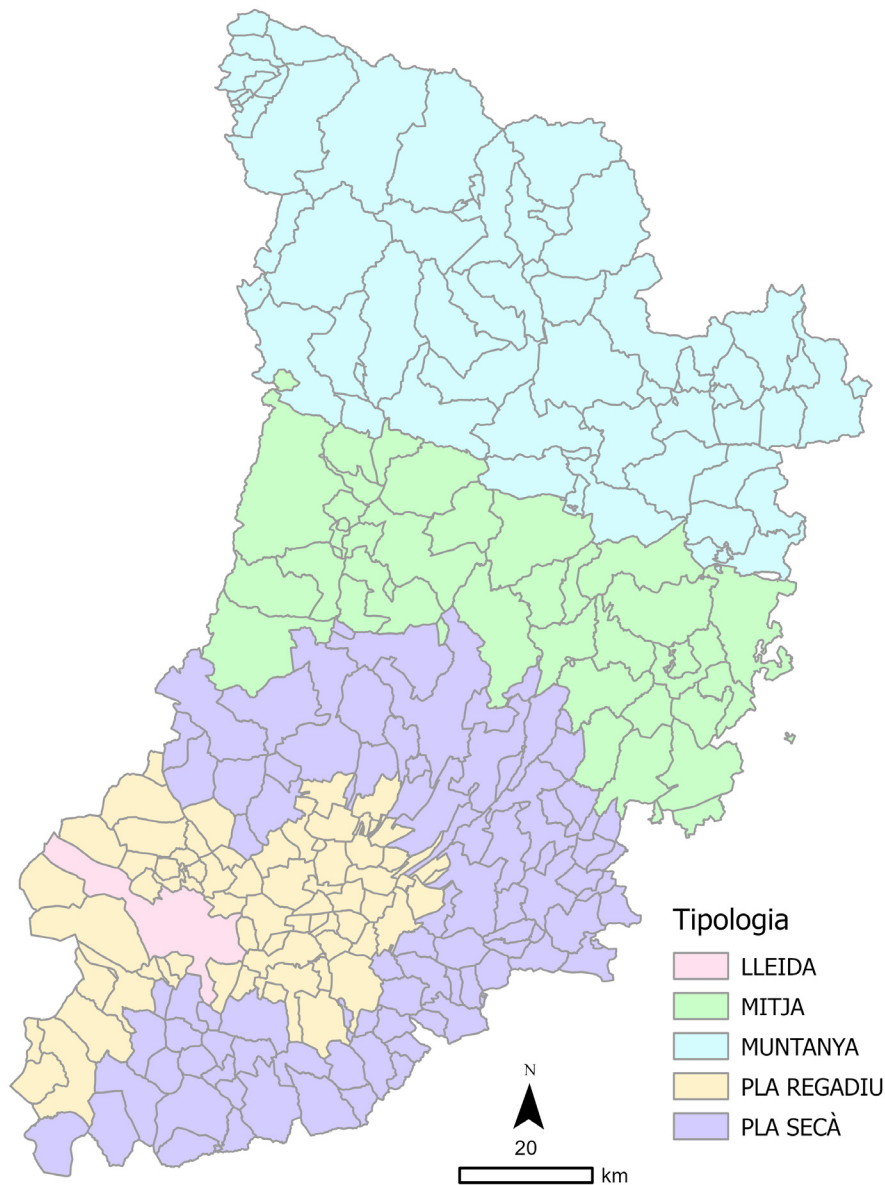 Tipologia
LLEIDA
MITJA
MUNTANYA
PLA REGADIU
PLA SECÀ
N
20
km